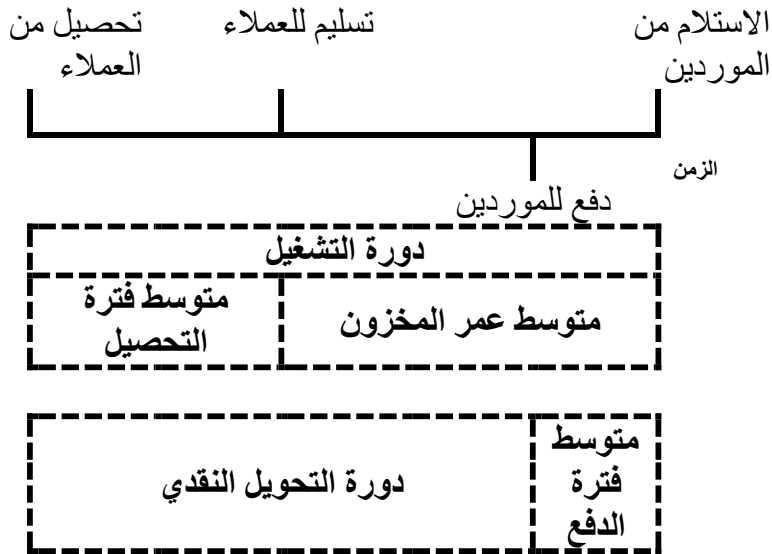 الاستلام من
الموردين
تسليم للعملاء
تحصيل من
العملاء
الزمن
دفع للموردين
دورة التشغيل
متوسط عمر المخزون
متوسط فترة
التحصيل
متوسط
فترة
الدفع
دورة التحويل النقدي